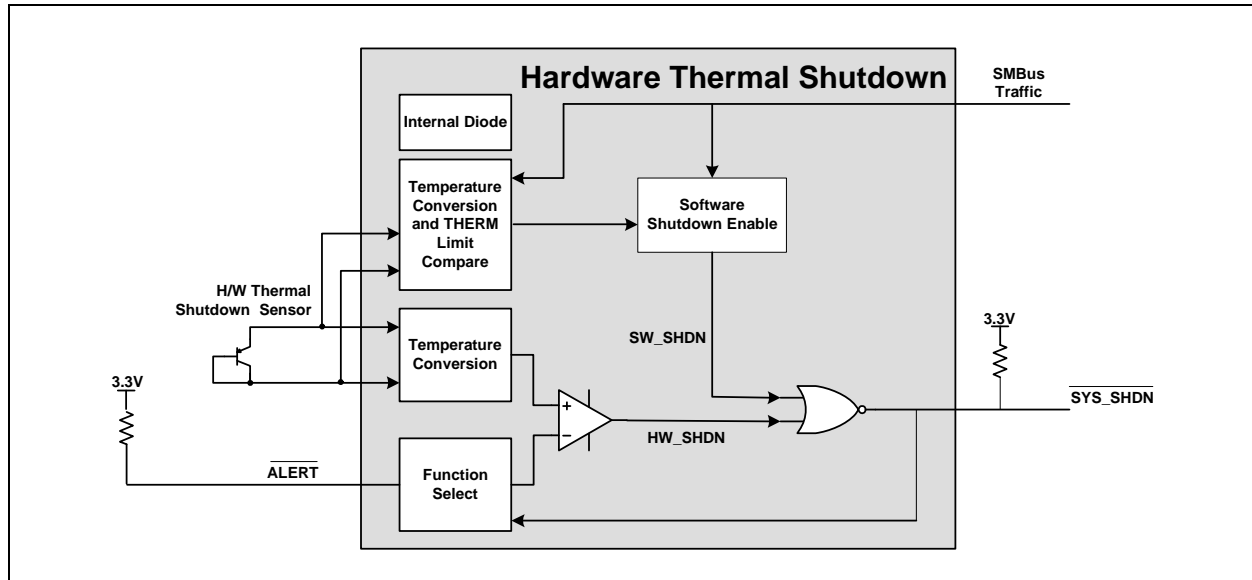 Hardware Thermal Shutdown
SMBus
Traffic
Internal Diode
Temperature
Conversion
and THERM
Limit
Compare
Software
Shutdown Enable
H/W Thermal
Shutdown Sensor
Temperature
Conversion
SW_SHDN
3.3V
3.3V
SYS_SHDN
+
−
HW_SHDN
ALERT
Function
Select